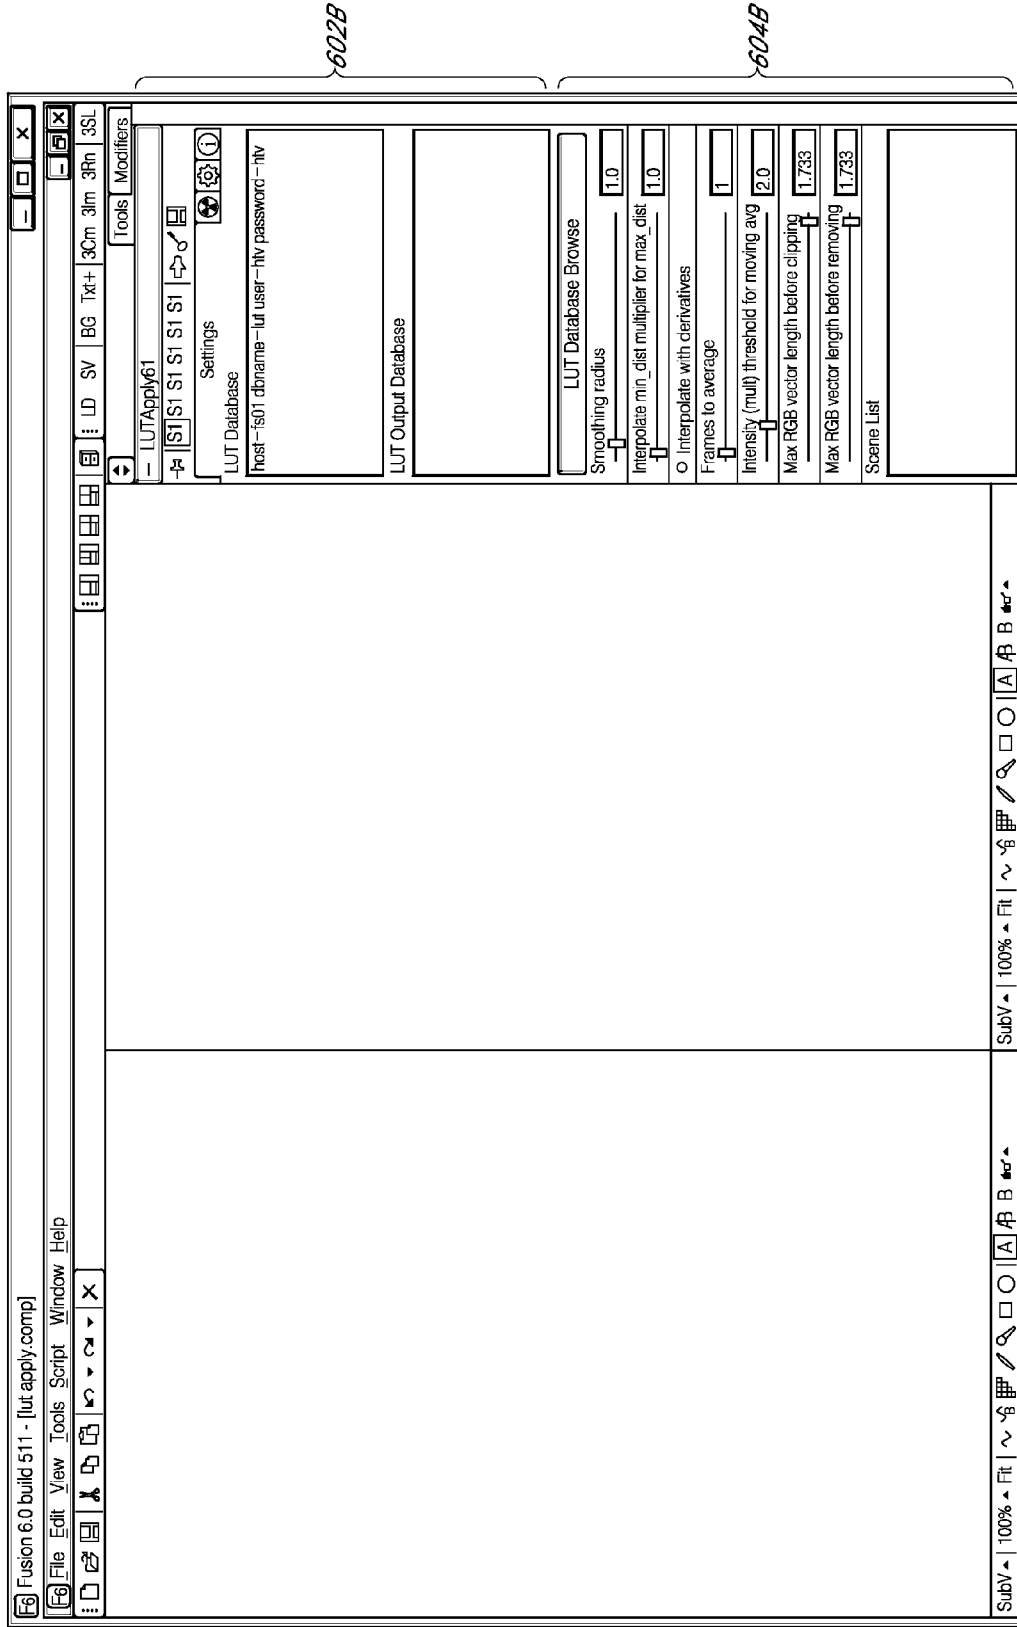 F6 Fusion 6.0 build 511 - [lut apply.comp]
F6 File Edit View Tools Script Window Help
LD SV BG Txt+ 3Cm 3Im 3Rn 3SL
Tools Modifiers
– LUTApply61
S1 S1 S1 S1 S1 S1
Settings
LUT Database
host–fs01 dbname–lut user–htv password–htv
LUT Output Database
LUT Database Browse
Smoothing radius
1.0
Interpolate min_dist multiplier for max_dist
1.0
Interpolate with derivatives
Frames to average
1
Intensity (mult) threshold for moving avg
2.0
Max RGB vector length before clipping
1.733
Max RGB vector length before removing
1.733
Scene List
SubV 100% Fit A B B
SubV 100% Fit A B B
602B
604B